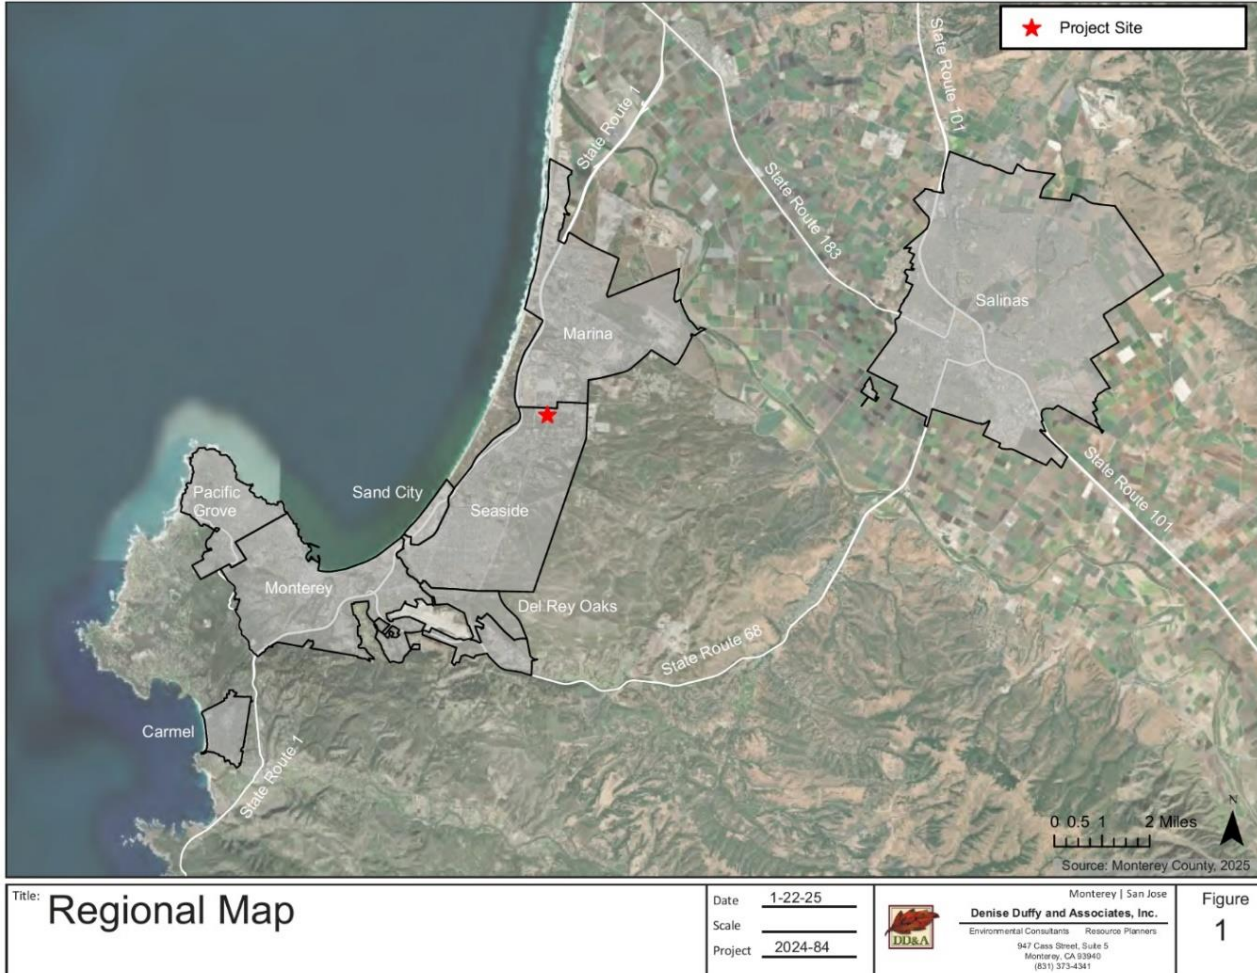 Project Site
State Route 1
State Route 101
State Route 183
Salinas
Marina
Pacific
Grove
Sand City
Seaside
State Route 101
Monterey
Del Rey Oaks
State Route 68
Carmel
State Route 1
N
0 0.5 1 2 Miles
Source: Monterey County, 2025
Title:
Regional Map
Date 1-22-25
Scale
Project 2024-84
DD&A
Monterey | San Jose
Denise Duffy and Associates, Inc.
Environmental Consultants Resource Planners
947 Cass Street, Suite 5
Monterey, CA 93940
(831) 373-4341
Figure
1